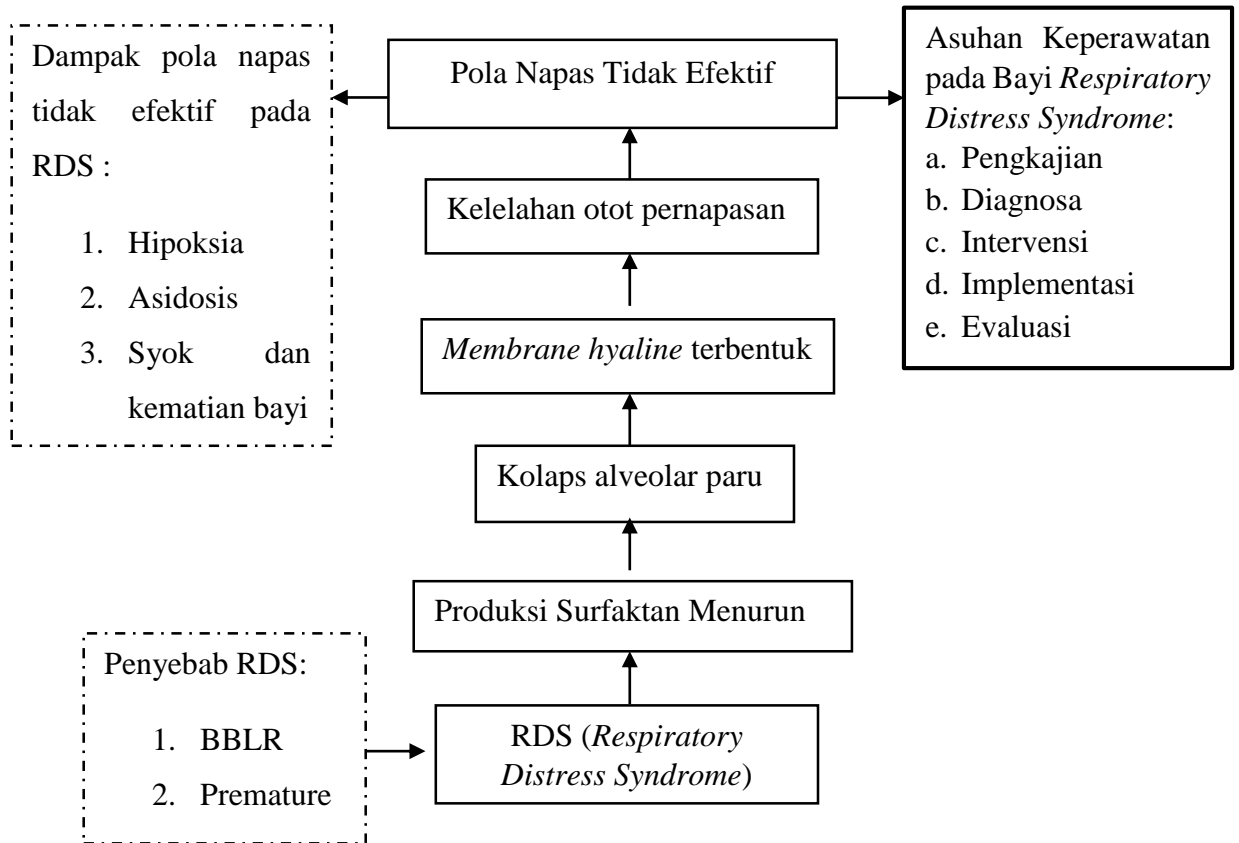 Dampak pola napas
tidak efektif pada
RDS :
1. Hipoksia
2. Asidosis
3. Syok dan
kematian bayi
Pola Napas Tidak Efektif
Asuhan Keperawatan
pada Bayi Respiratory
Distress Syndrome:
a. Pengkajian
b. Diagnosa
c. Intervensi
d. Implementasi
e. Evaluasi
Kelelahan otot pernapasan
Membrane hyaline terbentuk
Kolaps alveolar paru
Produksi Surfaktan Menurun
Penyebab RDS:
1. BBLR
2. Premature
RDS (Respiratory
Distress Syndrome)